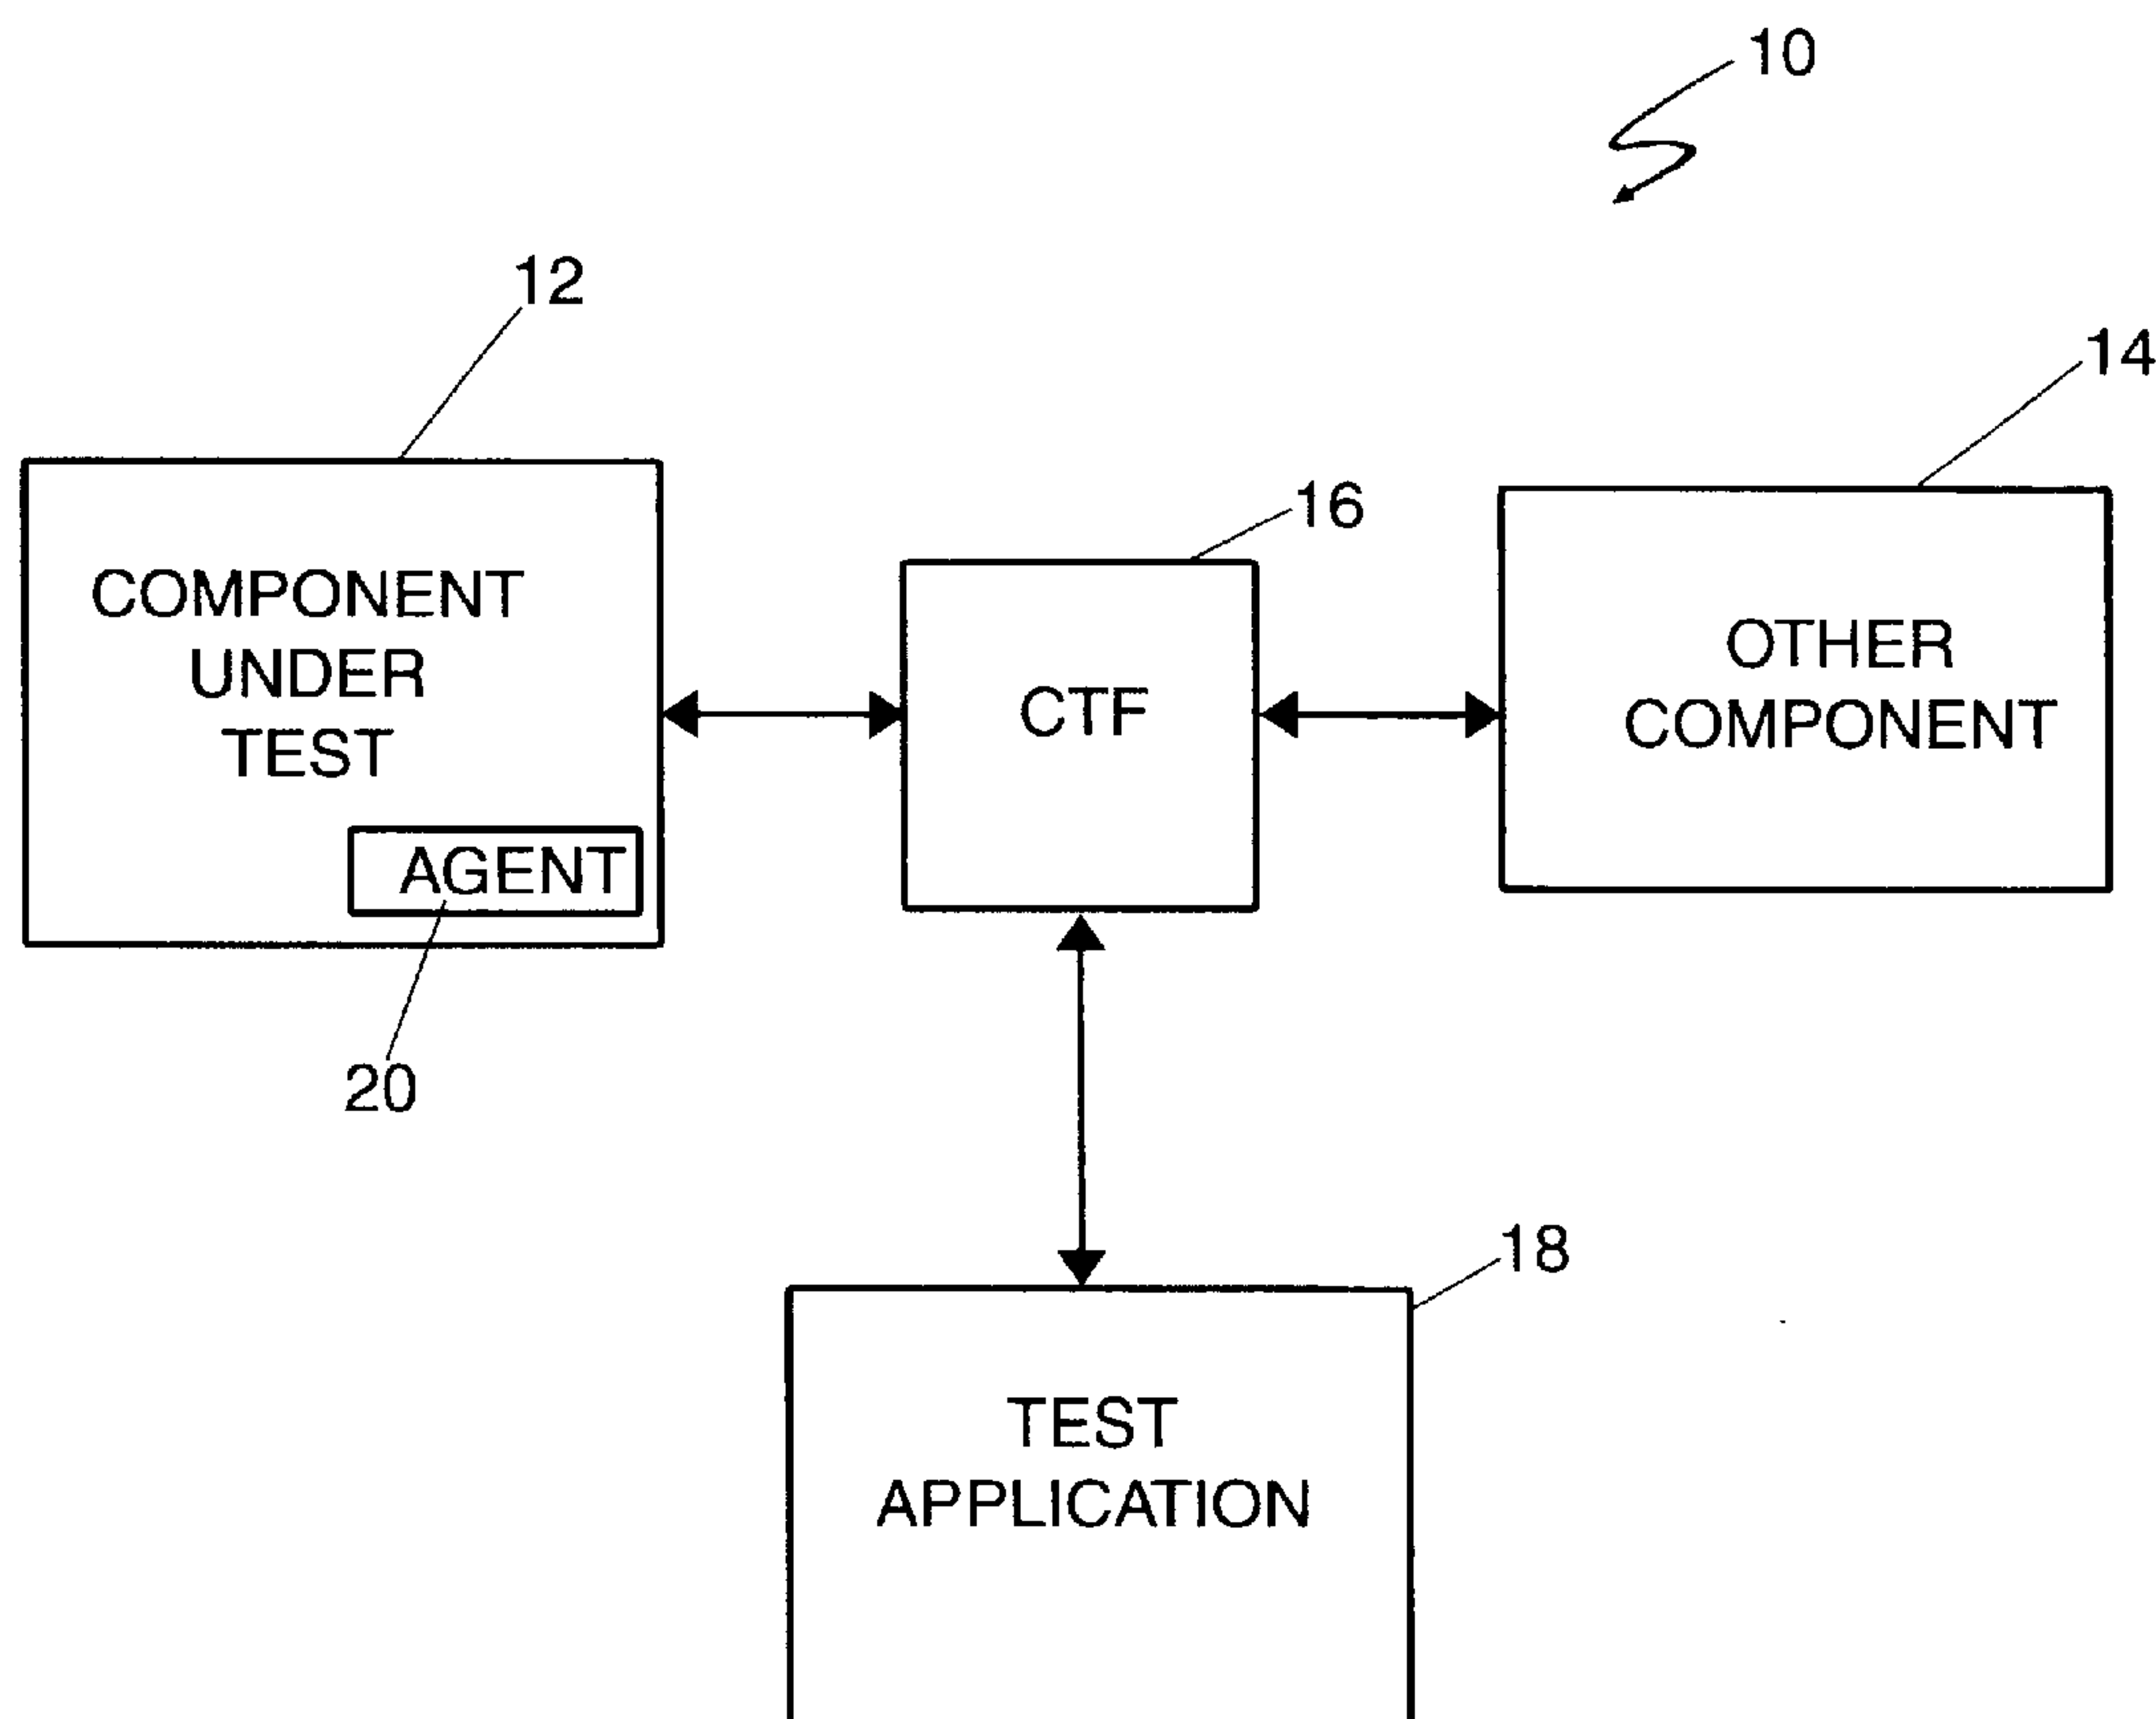 10
12
14
16
COMPONENT
UNDER
TEST
CTF
OTHER
COMPONENT
AGENT
20
18
TEST
APPLICATION